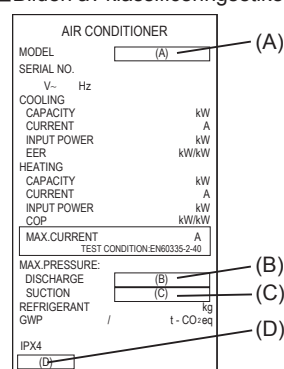 AIR CONDITIONER
MODEL (A) (A)
SERIAL NO.
V~ Hz
COOLING
CAPACITY kW
CURRENT A
INPUT POWER kW
EER kW/kW
HEATING
CAPACITY kW
CURRENT A
INPUT POWER kW
COP kW/kW
MAX.CURRENT A
TEST CONDITION:EN60335-2-40
MAX.PRESSURE:
DISCHARGE (B) (B)
SUCTION (C) (C)
REFRIGERANT kg
GWP / t - CO2eq
(D)
IPX4
(D)